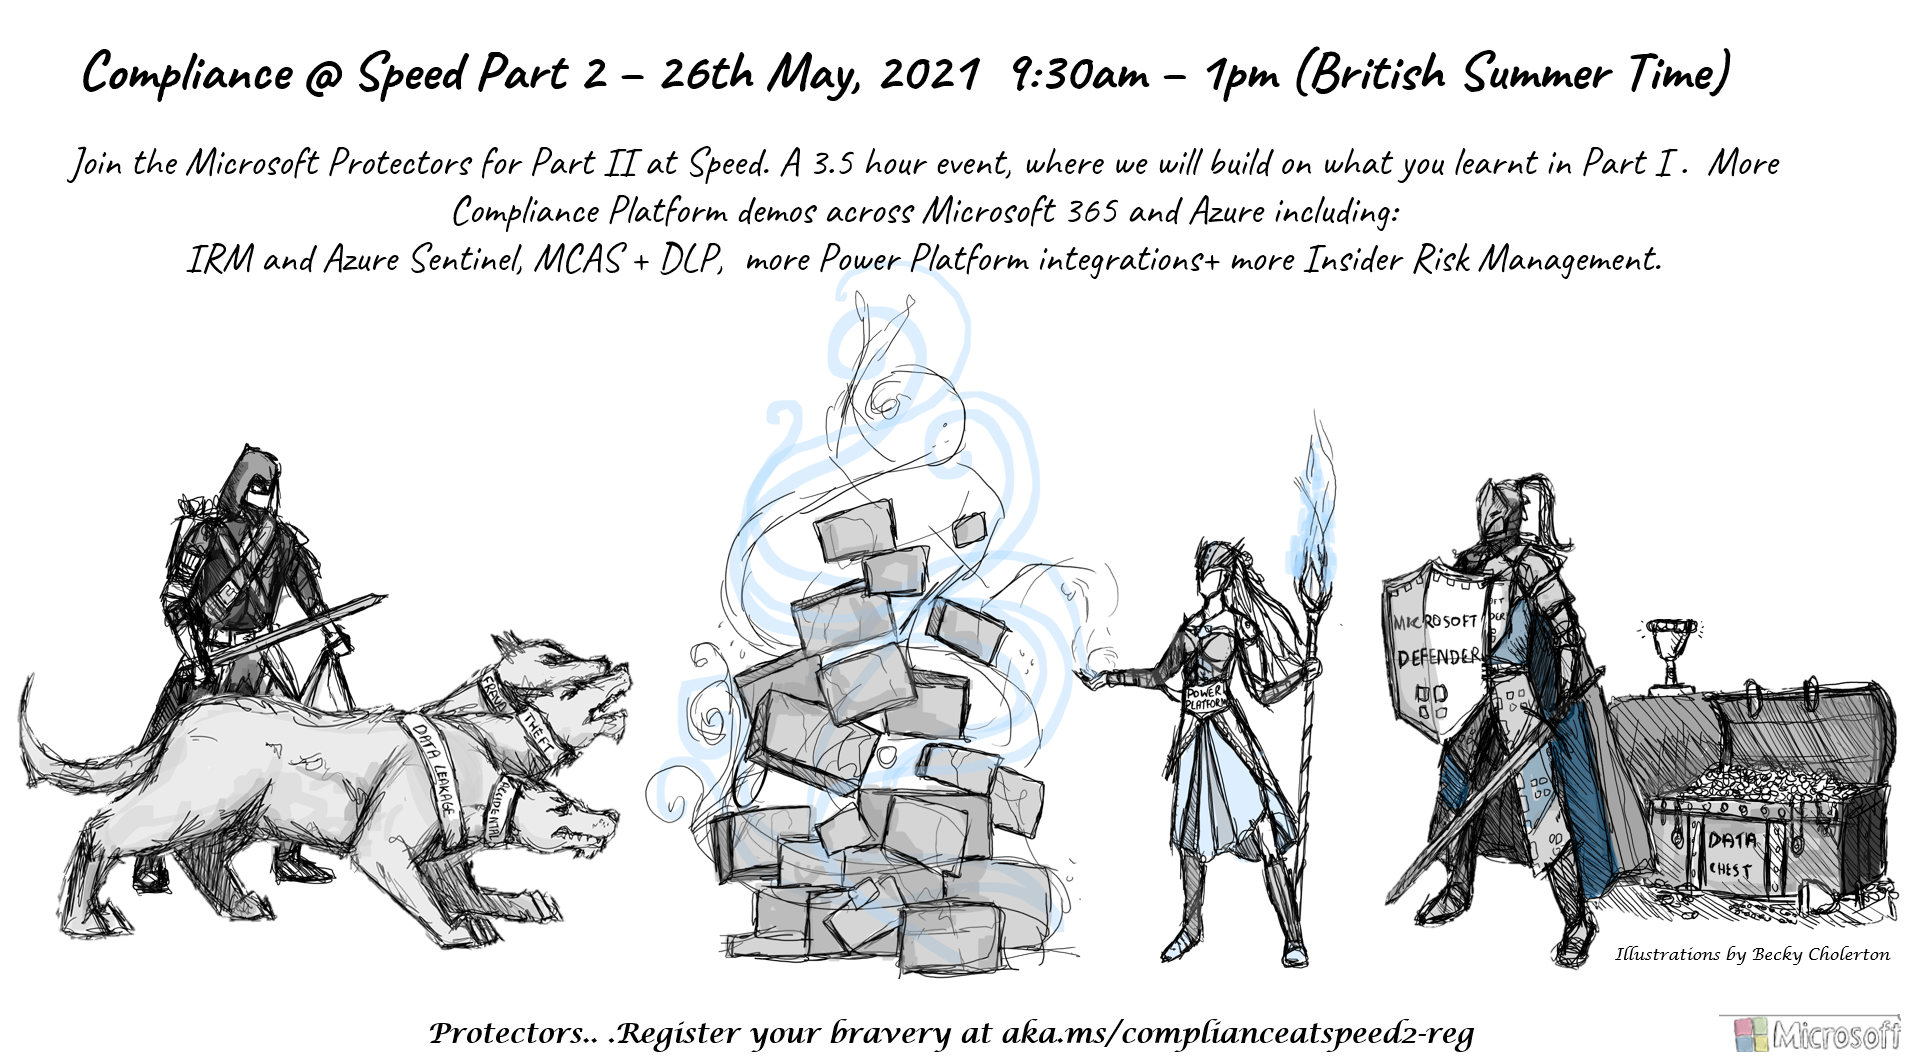 Compliance @ Speed Part 2 – 26th May, 2021 9:30am – 1pm (British Summer Time)
Join the Microsoft Protectors for Part II at Speed. A 3.5 hour event, where we will build on what you learnt in Part I . More
Compliance Platform demos across Microsoft 365 and Azure including:
IRM and Azure Sentinel, MCAS + DLP, more Power Platform integrations+ more Insider Risk Management.
FRAUD
THEFT
DATA LEAKAGE
ACCIDENTAL
POWER
PLATFORM
MICROSOFT
DEFENDER
DATA
CHEST
Illustrations by Becky Cholerton
Protectors.. .Register your bravery at aka.ms/complianceatspeed2-reg
Microsoft